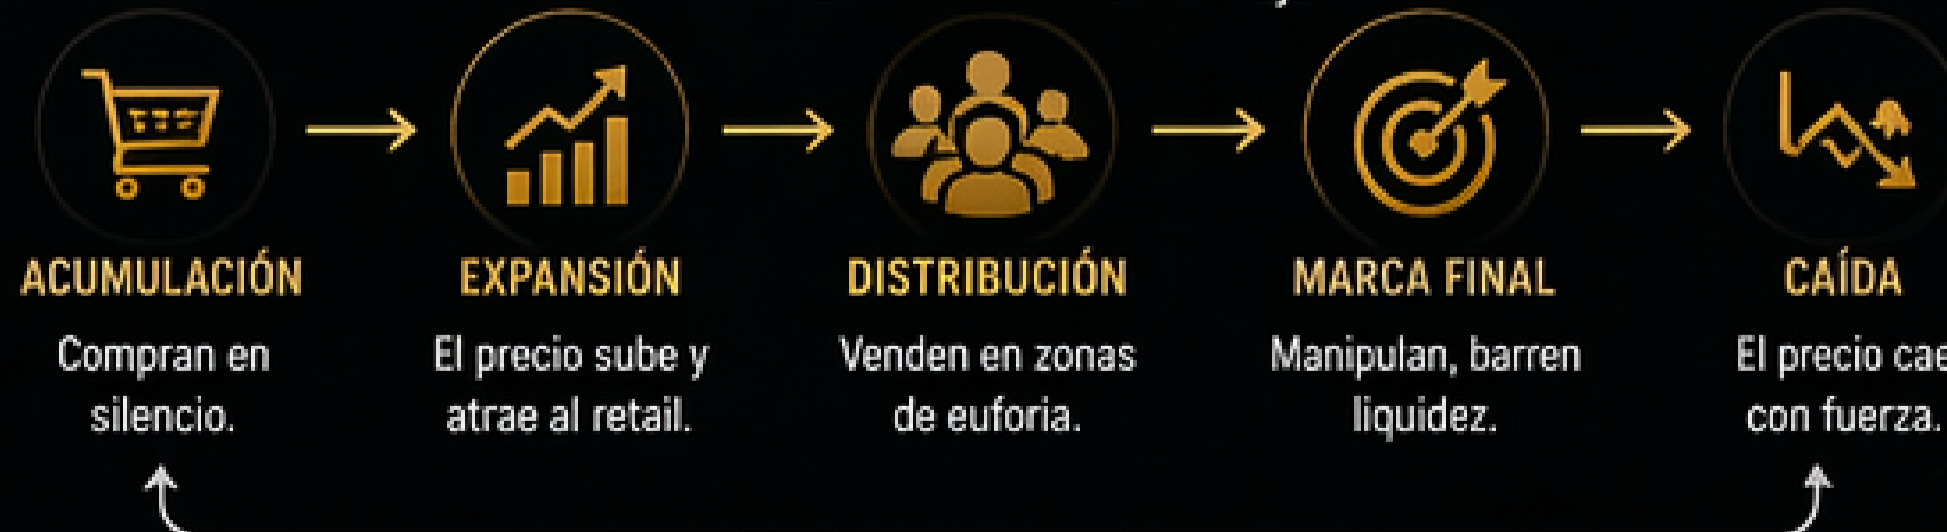 ACUMULACIÓN
Compran en
silencio.
EXPANSIÓN
El precio sube y
atrae al retail.
DISTRIBUCIÓN
Venden en zonas
de euforia.
MARCA FINAL
Manipulan, barren
liquidez.
CAÍDA
El precio cae
con fuerza.